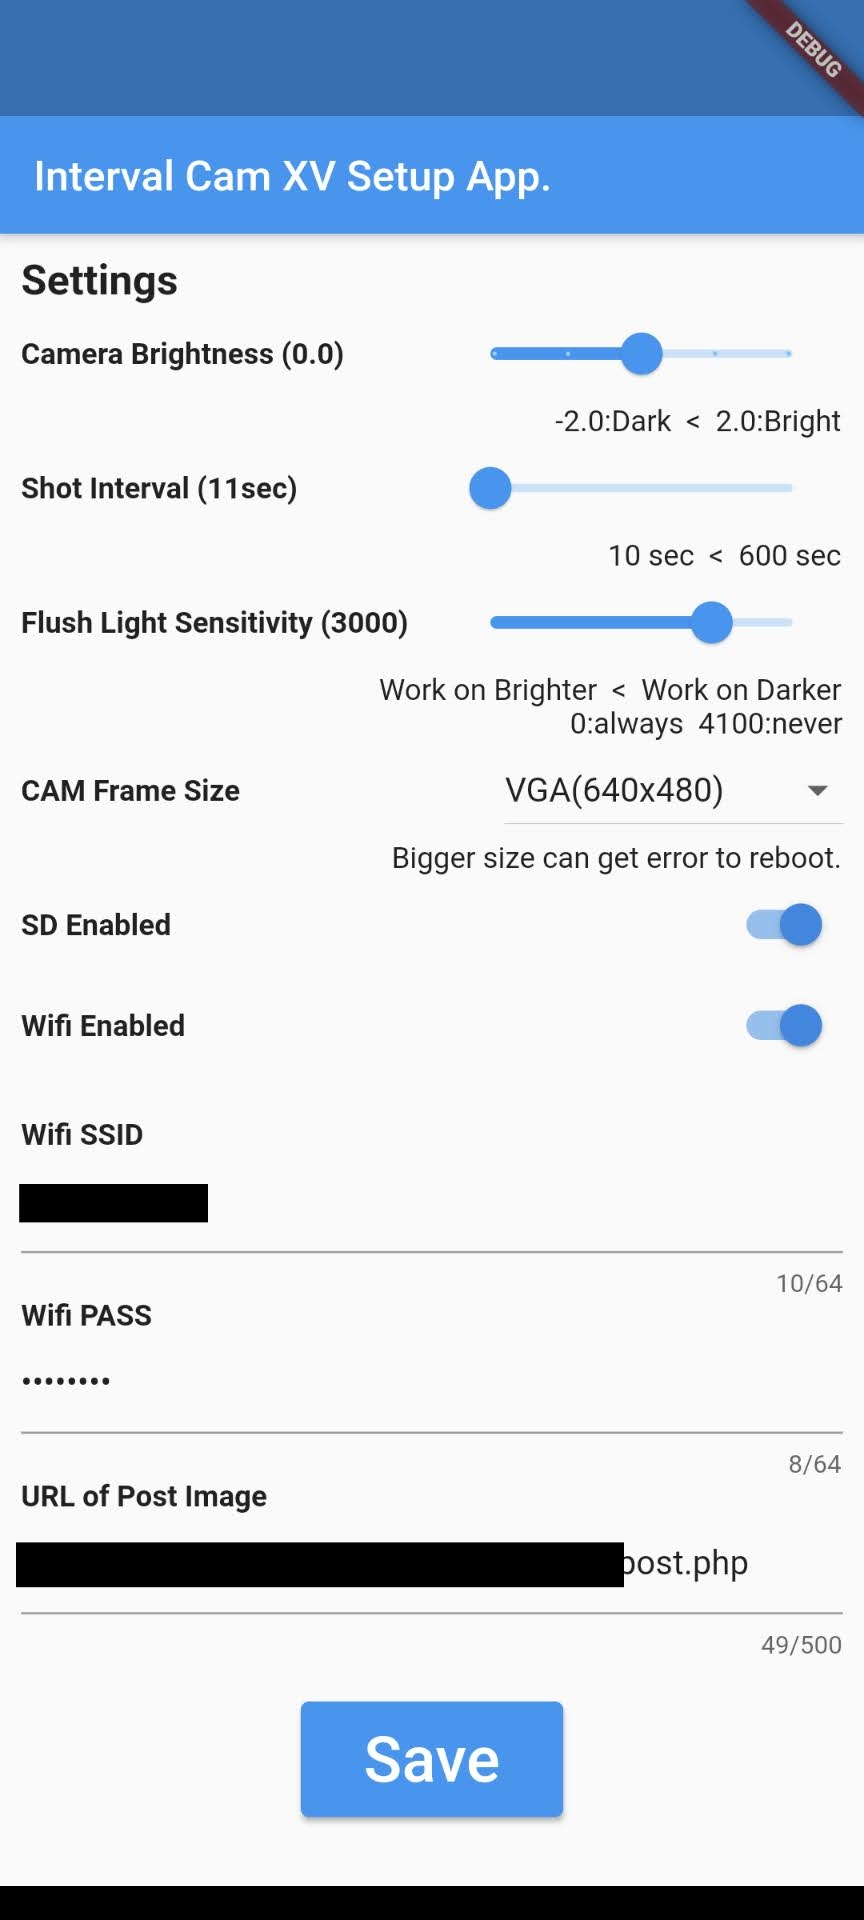 DEBUG
Interval Cam XV Setup App.
Settings
Camera Brightness (0.0)
-2.0:Dark < 2.0:Bright
Shot Interval (11sec)
10 sec < 600 sec
Flush Light Sensitivity (3000)
Work on Brighter < Work on Darker
0:always 4100:never
CAM Frame Size
VGA(640x480)
Bigger size can get error to reboot.
SD Enabled
Wifi Enabled
Wifi SSID
10/64
Wifi PASS
••••••••
8/64
URL of Post Image
post.php
49/500
Save